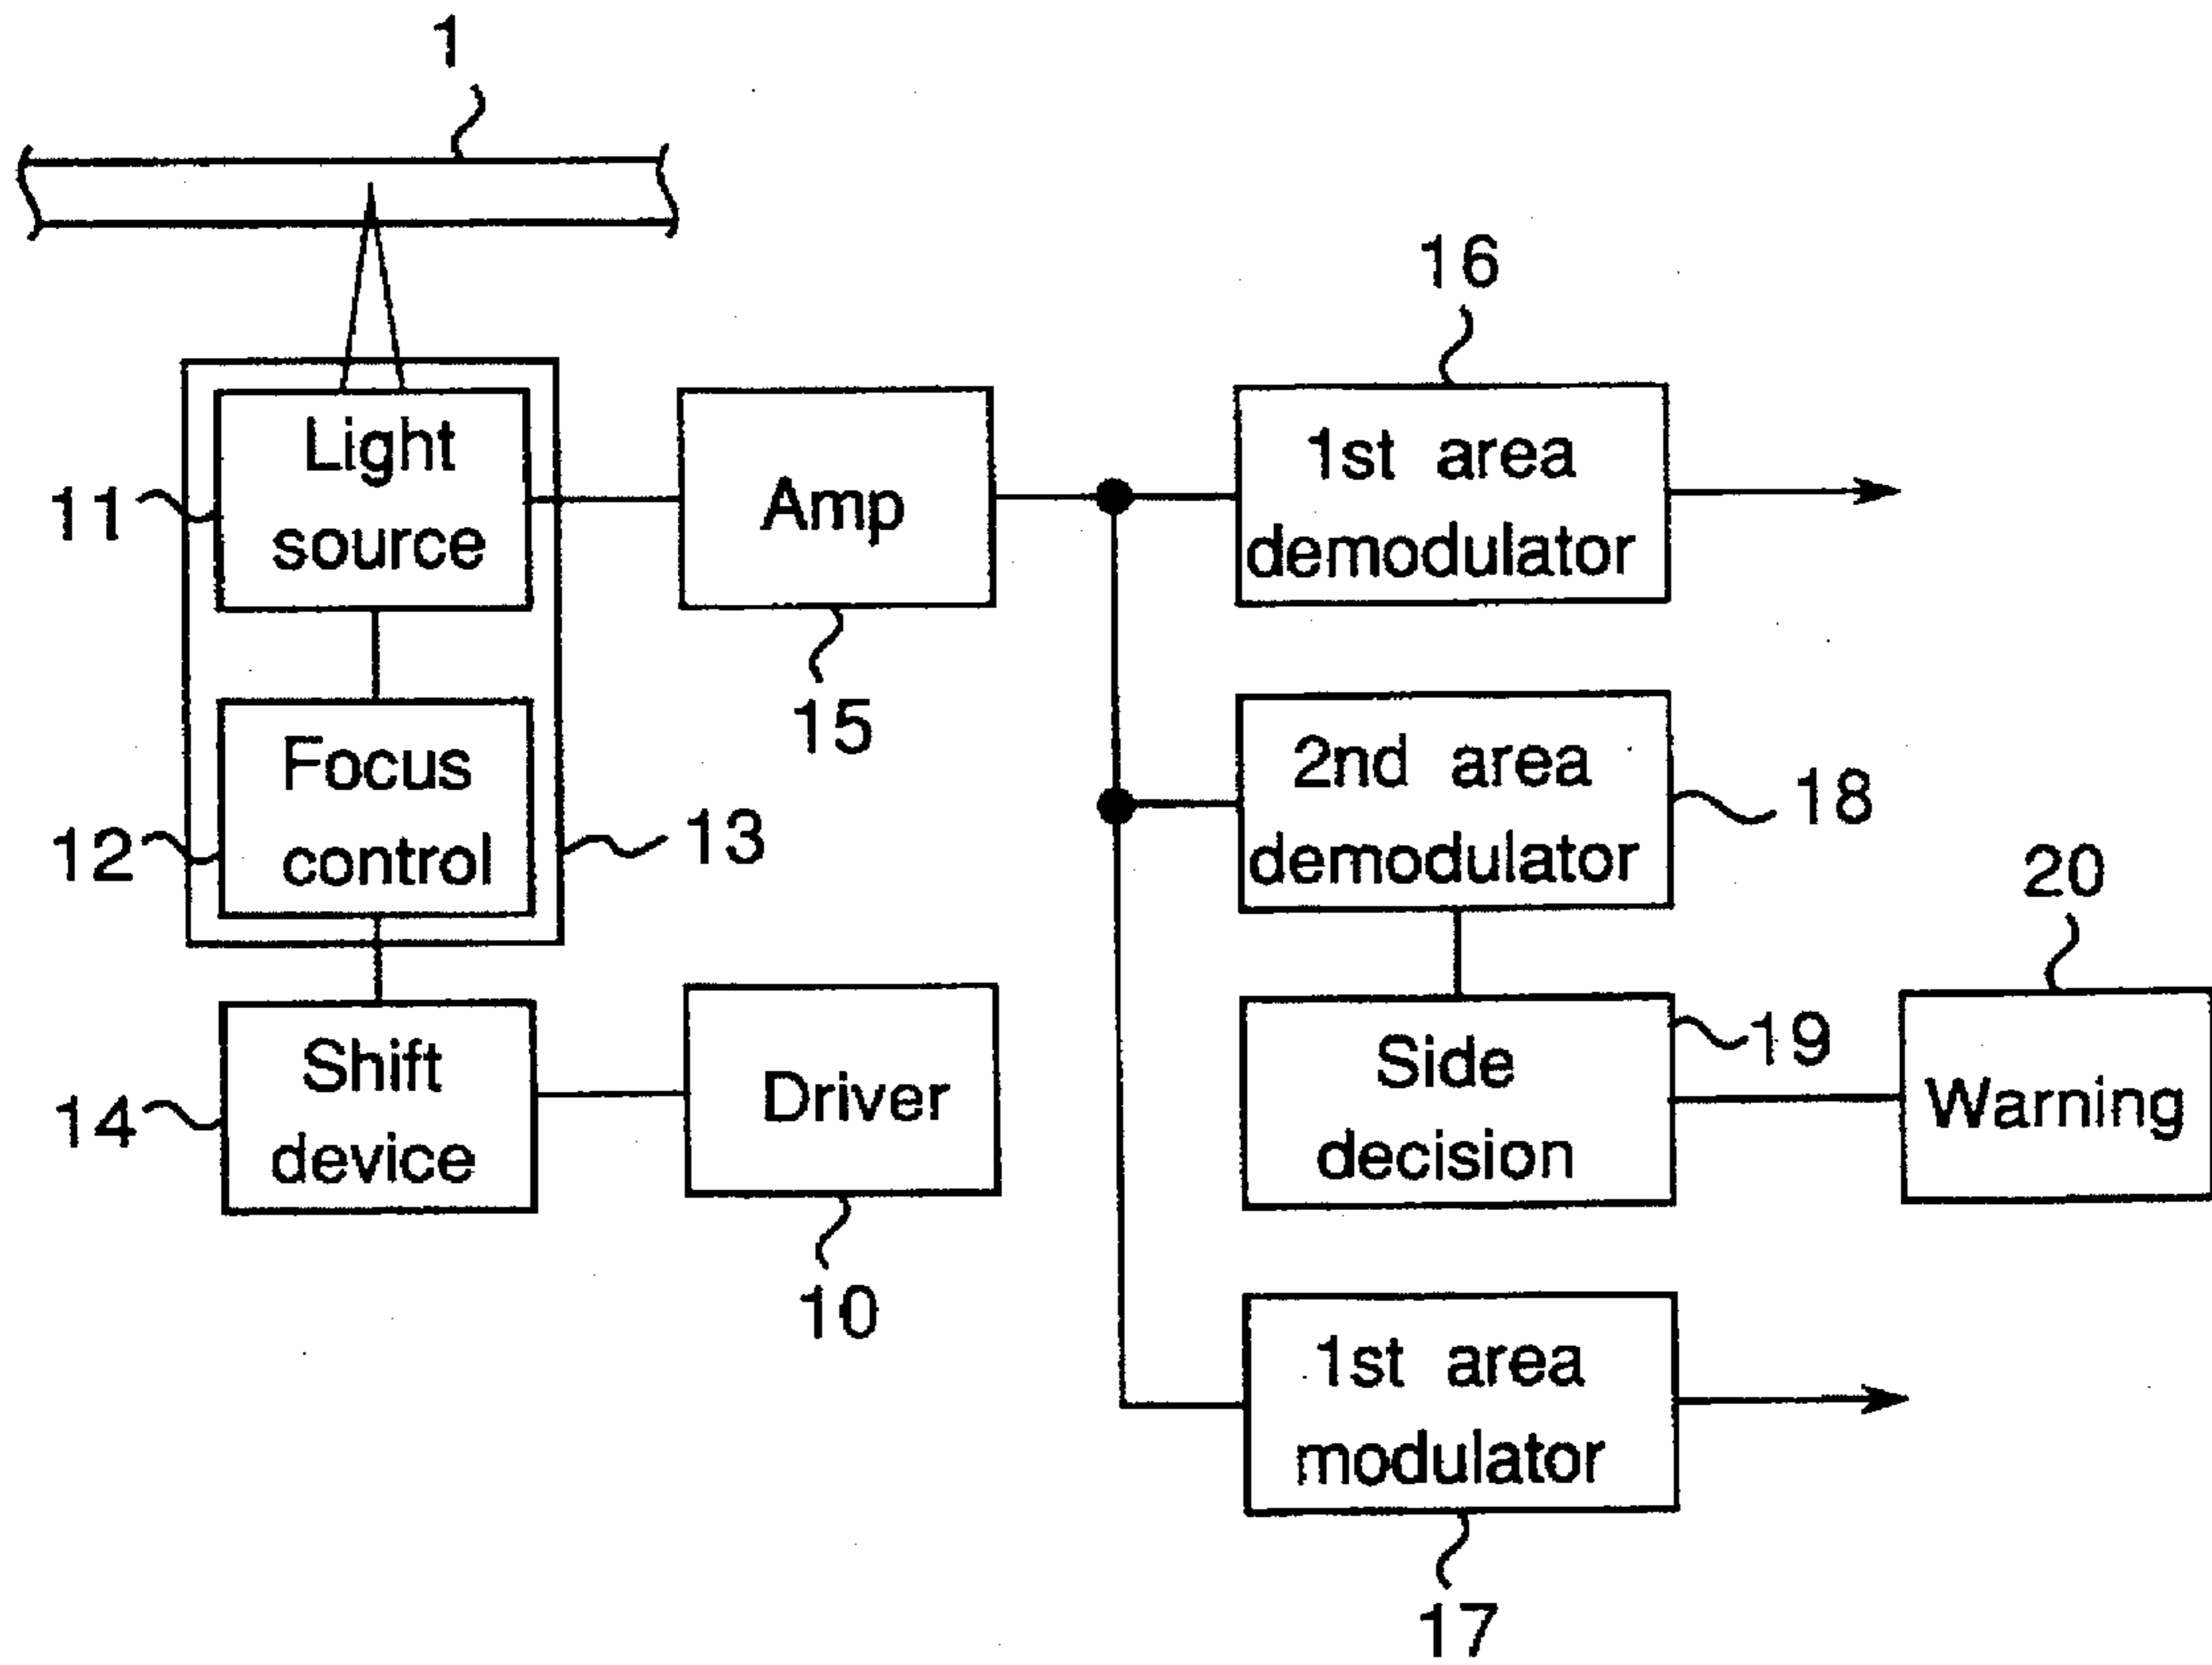 1
16
Light
source
11
Amp
1st area
demodulator
15
Focus
control
12
13
2nd area
demodulator
18
20
Shift
device
14
Driver
Side
decision
19
Warning
10
1st area
modulator
17